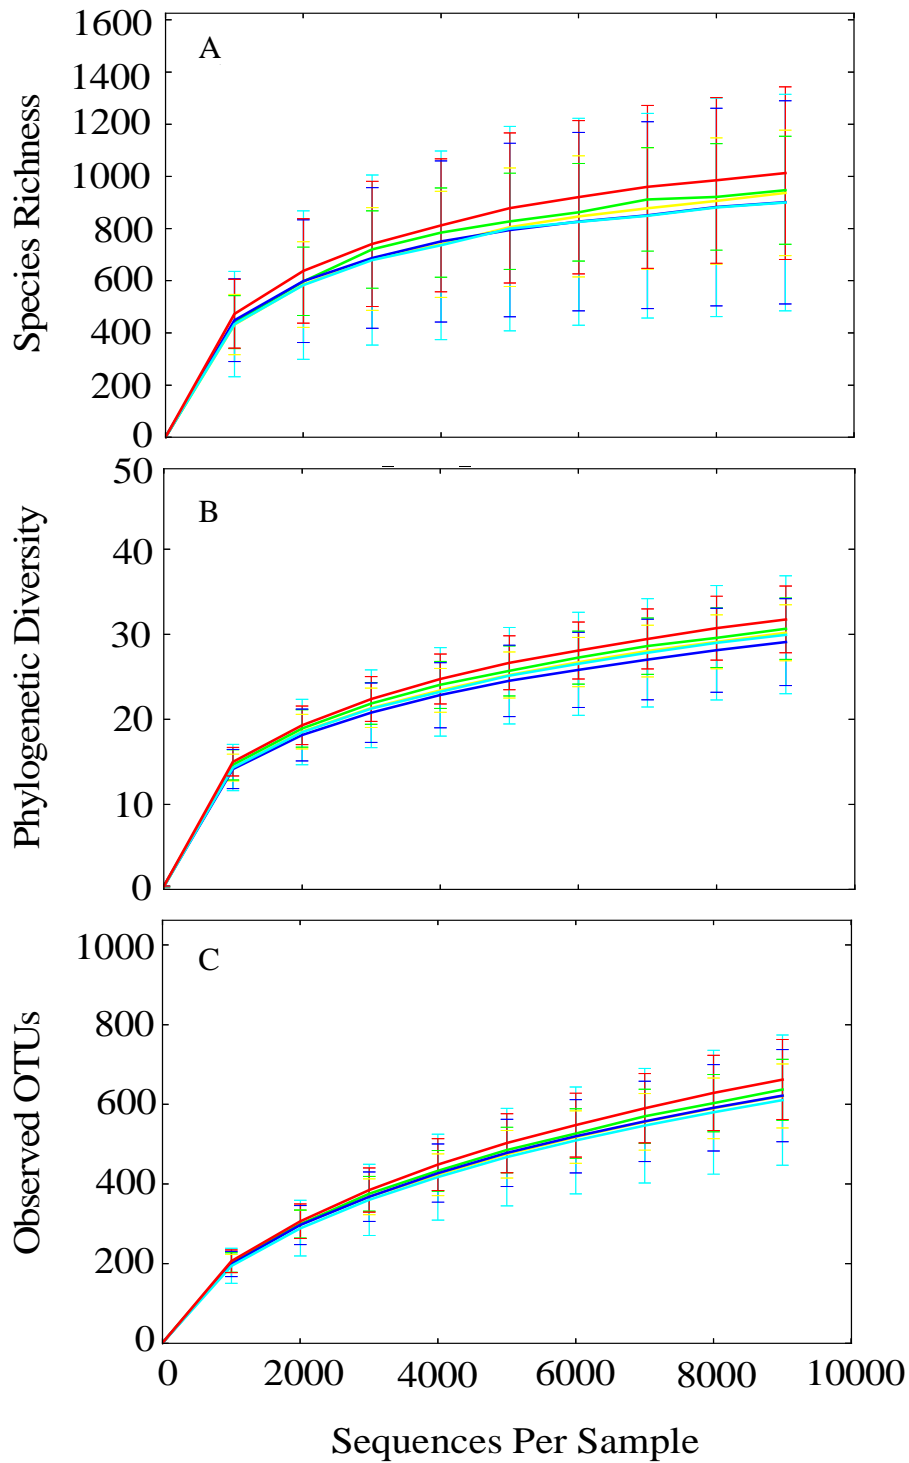 A
Species Richness
1600
1400
1200
1000
800
600
400
200
0
B
Phylogenetic Diversity
50
40
30
20
10
0
C
Observed OTUs
1000
800
600
400
200
0
0 2000 4000 6000 8000 10000
Sequences Per Sample